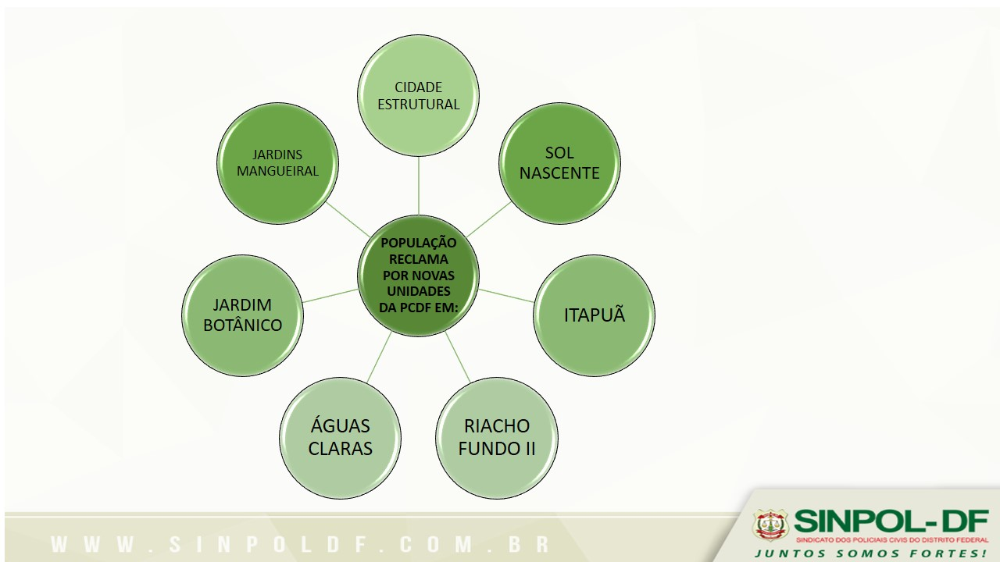 CIDADE
ESTRUTURAL
JARDINS
MANGUEIRAL
SOL
NASCENTE
POPULAÇÃO
RECLAMA
POR NOVAS
UNIDADES
DA PCDF EM:
JARDIM
BOTÂNICO
ITAPUÃ
ÁGUAS
CLARAS
RIACHO
FUNDO II
WWW.SINPOLDF.COM.BR
SINPOL-DF
SINDICATO DOS POLICIAIS CIVIS DO DISTRITO FEDERAL
JUNTOS SOMOS FORTES!